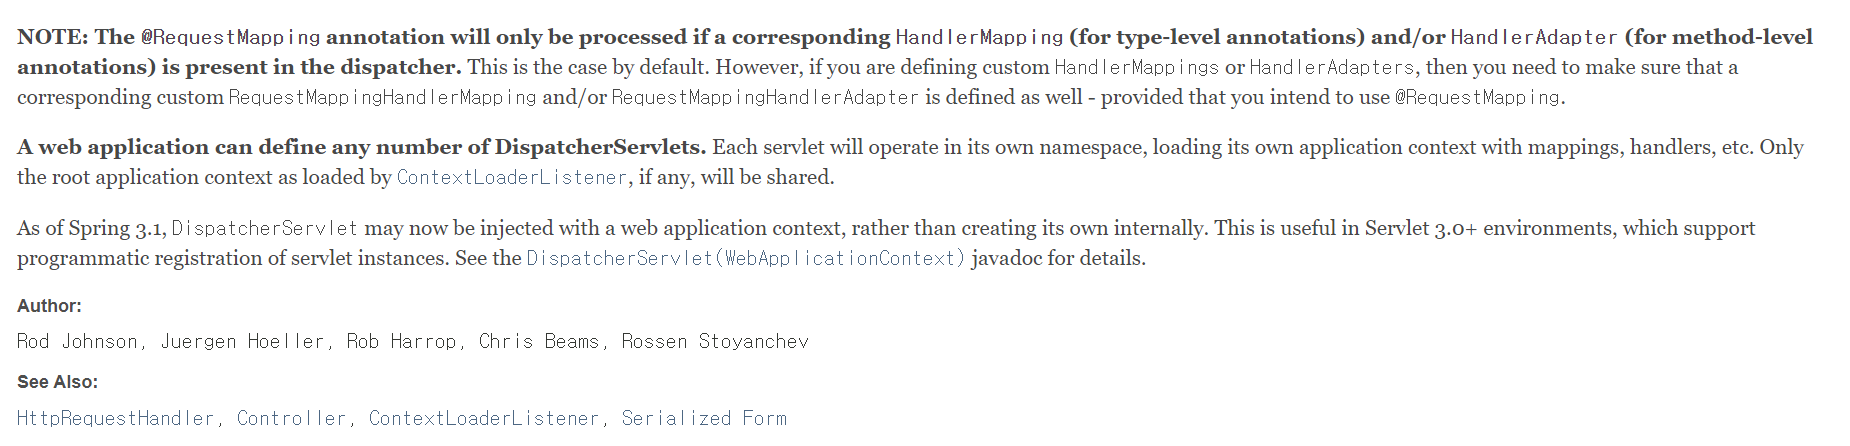 NOTE: The @RequestMapping annotation will only be processed if a corresponding HandlerMapping (for type-level annotations) and/or HandlerAdapter (for method-level
annotations) is present in the dispatcher. This is the case by default. However, if you are defining custom HandlerMappings or HandlerAdapters, then you need to make sure that a
corresponding custom RequestMappingHandlerMapping and/or RequestMappingHandlerAdapter is defined as well - provided that you intend to use @RequestMapping.
A web application can define any number of DispatcherServlets. Each servlet will operate in its own namespace, loading its own application context with mappings, handlers, etc. Only
the root application context as loaded by ContextLoaderListener, if any, will be shared.
As of Spring 3.1, DispatcherServlet may now be injected with a web application context, rather than creating its own internally. This is useful in Servlet 3.0+ environments, which support
programmatic registration of servlet instances. See the DispatcherServlet(WebApplicationContext) javadoc for details.
Author:
Rod Johnson, Juergen Hoeller, Rob Harrop, Chris Beams, Rossen Stoyanchev
See Also:
HttpRequestHandler, Controller, ContextLoaderListener, Serialized Form